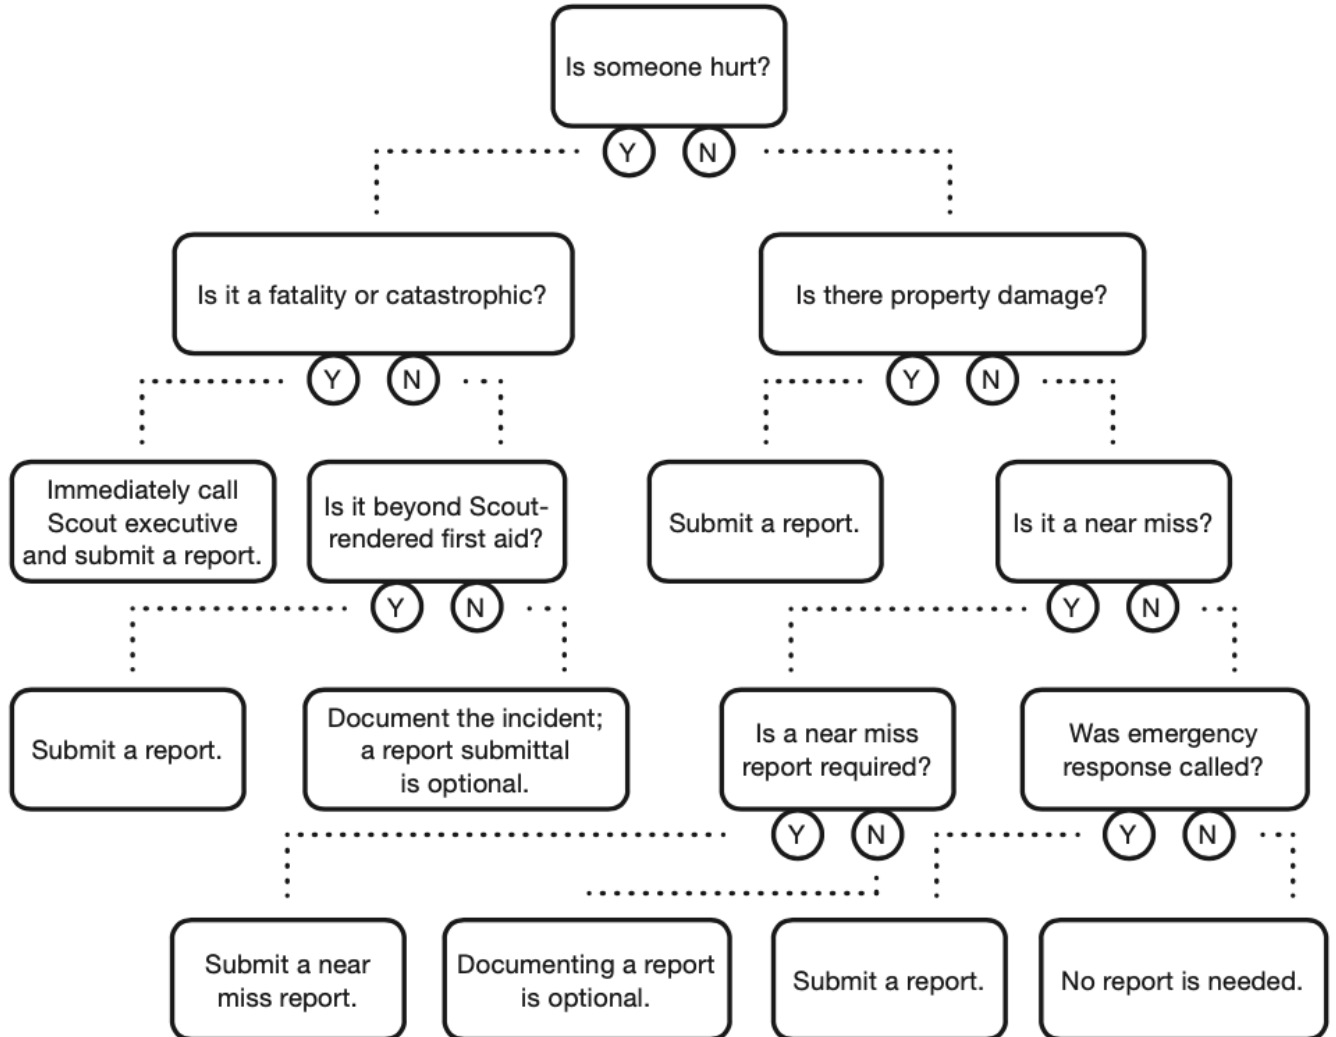 Is someone hurt?
Y
N
Is it a fatality or catastrophic?
Is there property damage?
Y
N
Y
N
Immediately call
Scout executive
and submit a report.
Is it beyond Scout-
rendered first aid?
Submit a report.
Is it a near miss?
Y
N
Y
N
Submit a report.
Document the incident;
a report submittal
is optional.
Is a near miss
report required?
Was emergency
response called?
Y
N
Y
N
Submit a near
miss report.
Documenting a report
is optional.
Submit a report.
No report is needed.